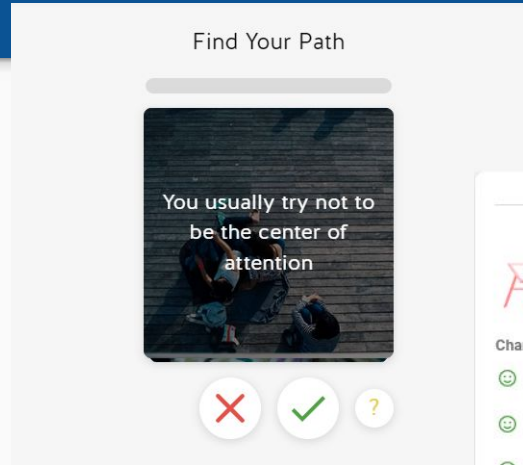 Find Your Path
You usually try not to
be the center of
attention
?